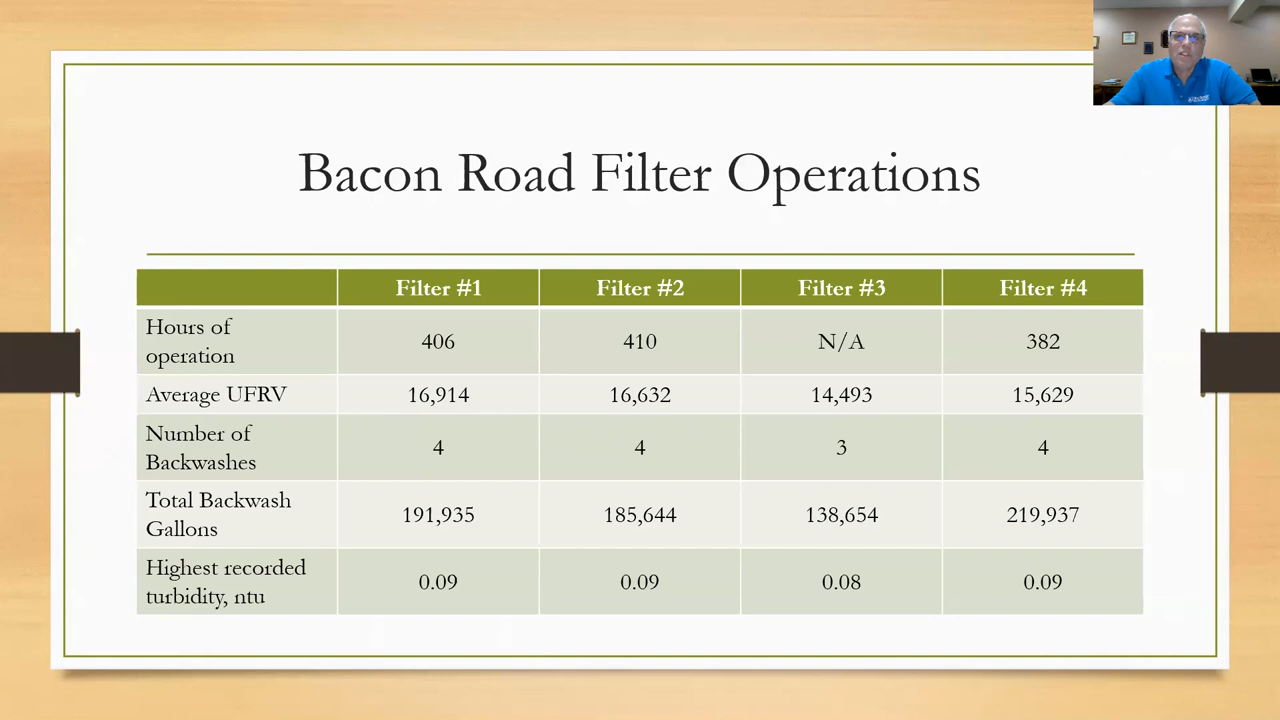 Bacon Road Filter Operations
Filter #1 Filter #2 Filter #3 Filter #4
Hours of
operation 406 410 N/A 382
Average UFRV 16,914 16,632 14,493 15,629
Number of
Backwashes 4 4 3 4
Total Backwash
Gallons 191,935 185,644 138,654 219,937
Highest recorded
turbidity, ntu 0.09 0.09 0.08 0.09